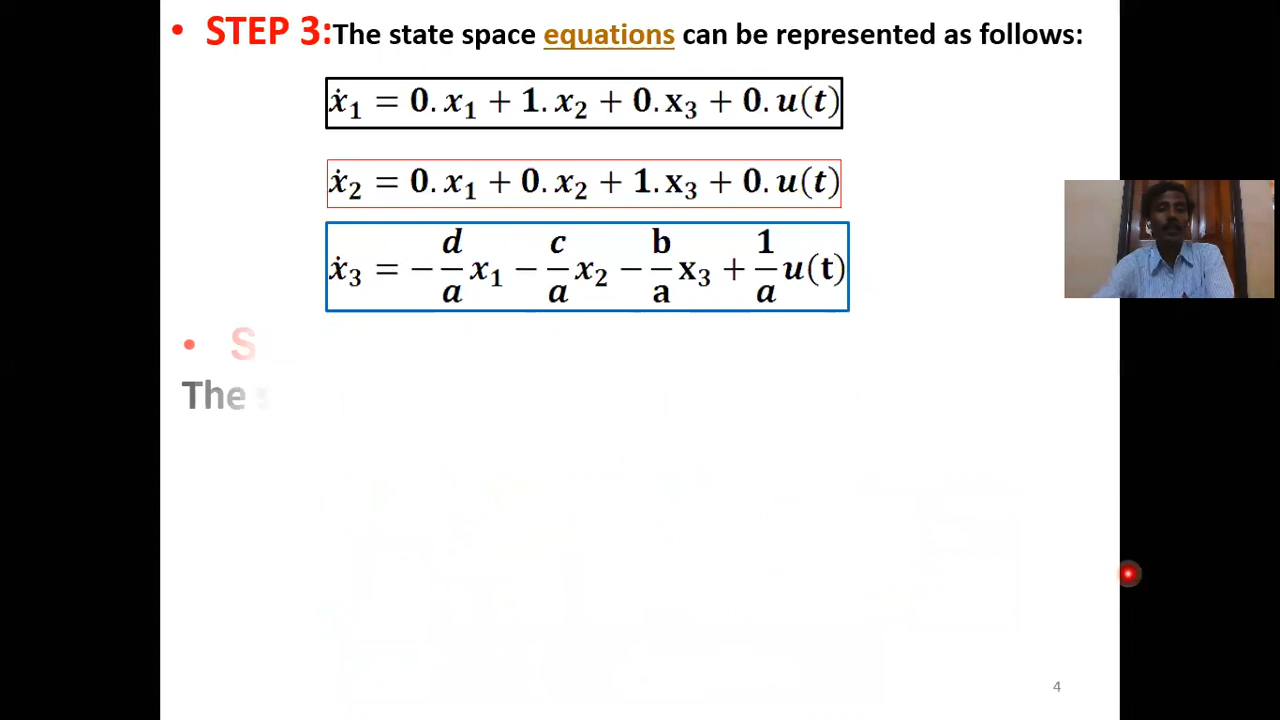 • STEP 3:The state space equations can be represented as follows:
ẋ₁ = 0. x₁ + 1. x₂ + 0. x₃ + 0. u(t)
ẋ₂ = 0. x₁ + 0. x₂ + 1. x₃ + 0. u(t)
ẋ₃ = −d/a x₁ − c/a x₂ − b/a x₃ + 1/a u(t)
• S
The
4